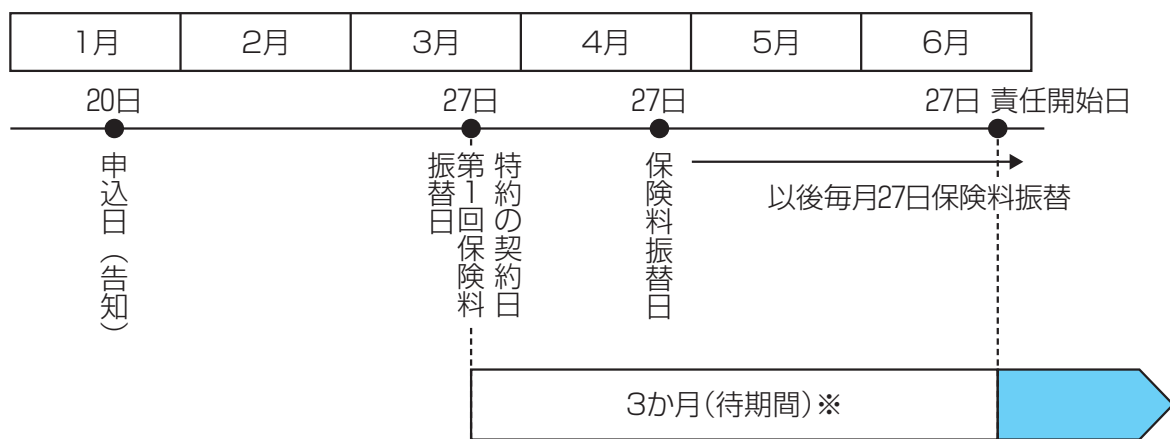 1月 2月 3月 4月 5月 6月
20日 27日 27日 27日 責任開始日
申込日（告知）
特約の契約日
第1回保険料
振替日
保険料振替日
以後毎月27日保険料振替
3か月（待期間）※